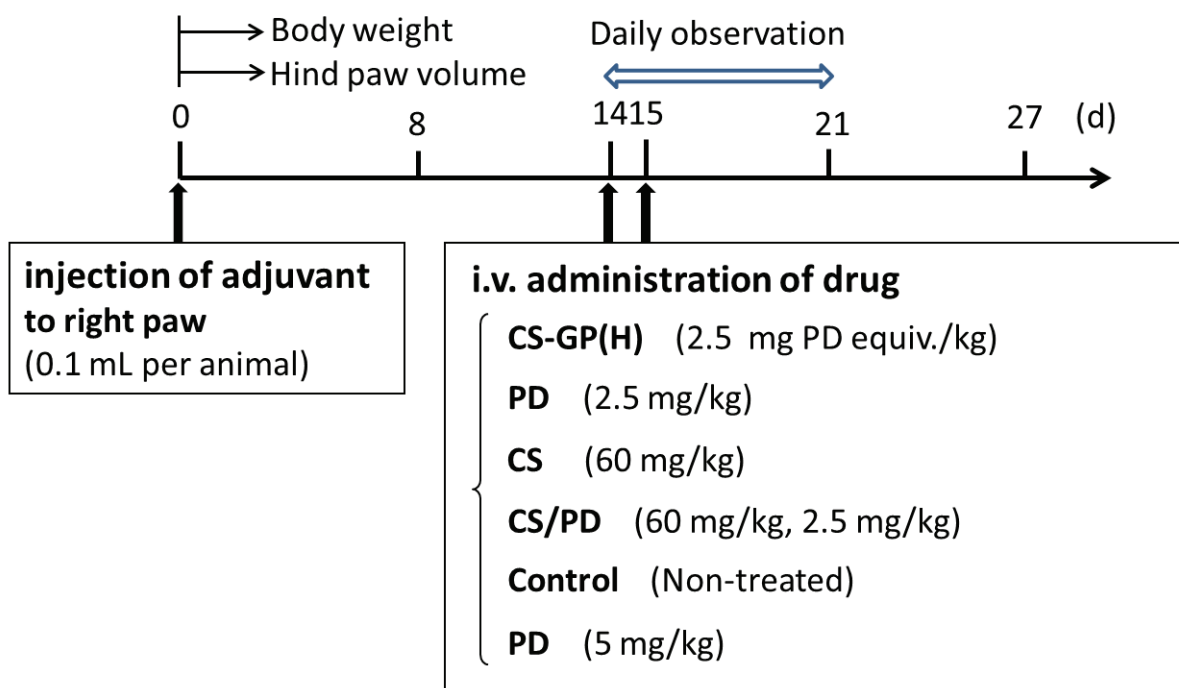 Body weight
Hind paw volume
Daily observation
0 8 14 15 21 27 (d)
injection of adjuvant
to right paw
(0.1 mL per animal)
i.v. administration of drug
CS-GP(H) (2.5 mg PD equiv./kg)
PD (2.5 mg/kg)
CS (60 mg/kg)
CS/PD (60 mg/kg, 2.5 mg/kg)
Control (Non-treated)
PD (5 mg/kg)